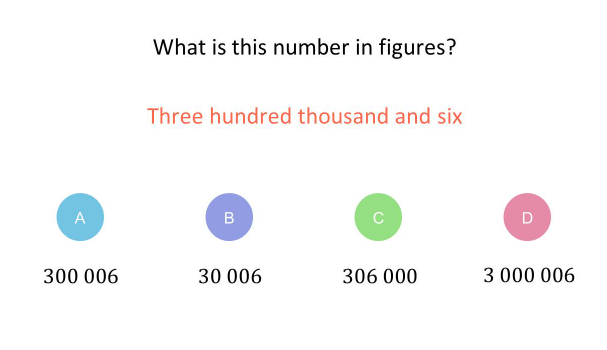 What is this number in figures?
Three hundred thousand and six
A B C D
300 006 30 006 306 000 3 000 006